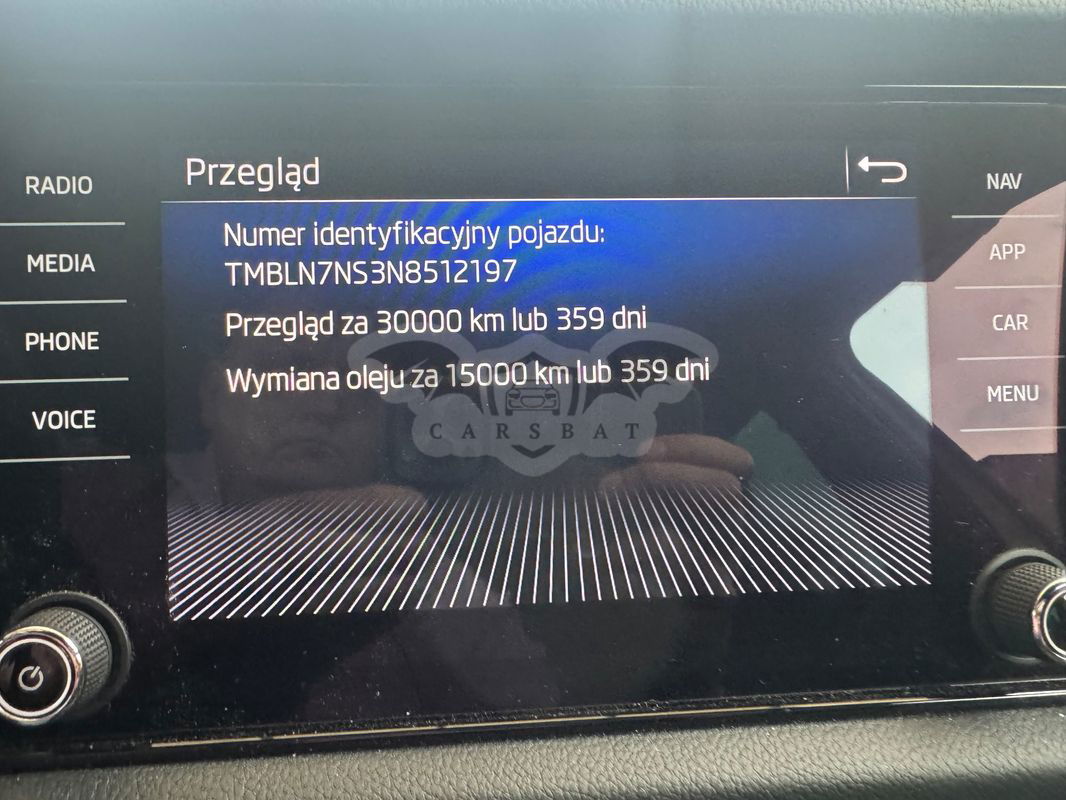 Przegląd
RADIO
MEDIA
PHONE
VOICE
Numer identyfikacyjny pojazdu:
TMBLN7NS3N8512197
Przegląd za 30000 km lub 359 dni
Wymiana oleju za 15000 km lub 359 dni
CARSBAT
NAV
APP
CAR
MENU